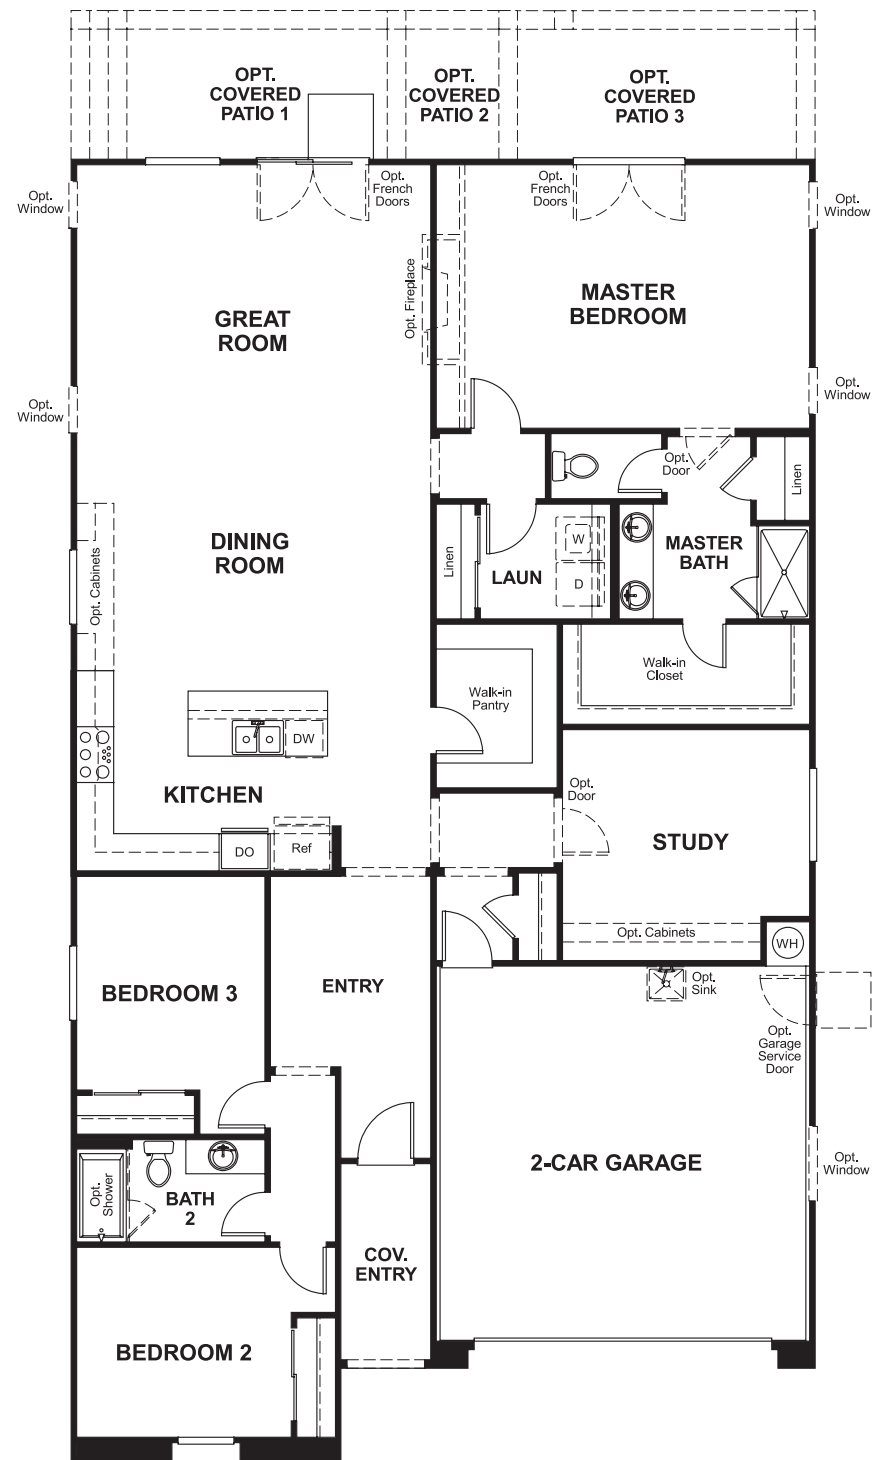 OPT.
COVERED
PATIO 1
OPT.
COVERED
PATIO 2
OPT.
COVERED
PATIO 3
Opt.
Window
Opt.
French
Doors
Opt.
French
Doors
Opt.
Window
GREAT
ROOM
Opt. Fireplace
MASTER
BEDROOM
Opt.
Window
Opt.
Window
Opt.
Door
Linen
DINING
ROOM
Opt. Cabinets
Linen
LAUN
W
D
MASTER
BATH
Walk-in
Closet
Walk-in
Pantry
DW
KITCHEN
DO
Ref
Opt.
Door
STUDY
Opt. Cabinets
WH
BEDROOM 3
ENTRY
Opt.
Sink
Opt.
Garage
Service
Door
2-CAR GARAGE
Opt.
Window
Opt.
Shower
BATH
2
COV.
ENTRY
BEDROOM 2